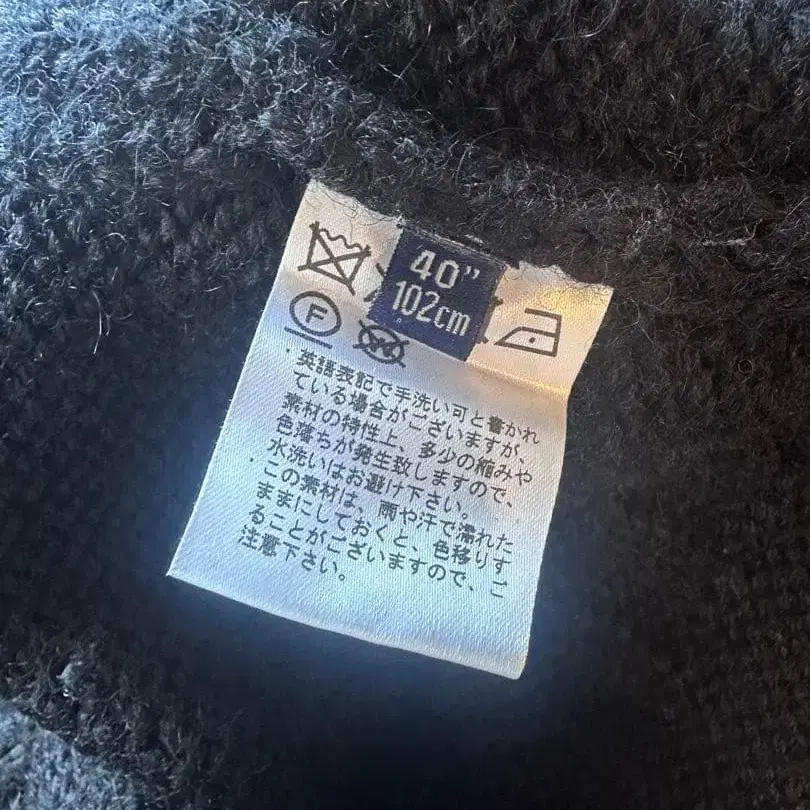 40"
102cm
F
W
・英語表記で手洗い可と書かれ
ている場合がございますが、
素材の特性上、多少の縮みや
色落ちが発生致しますので、
水洗いはお避け下さい。
・この素材は、雨や汗で濡れた
ままにしておくと、色移りす
ることがございますので、ご
注意下さい。